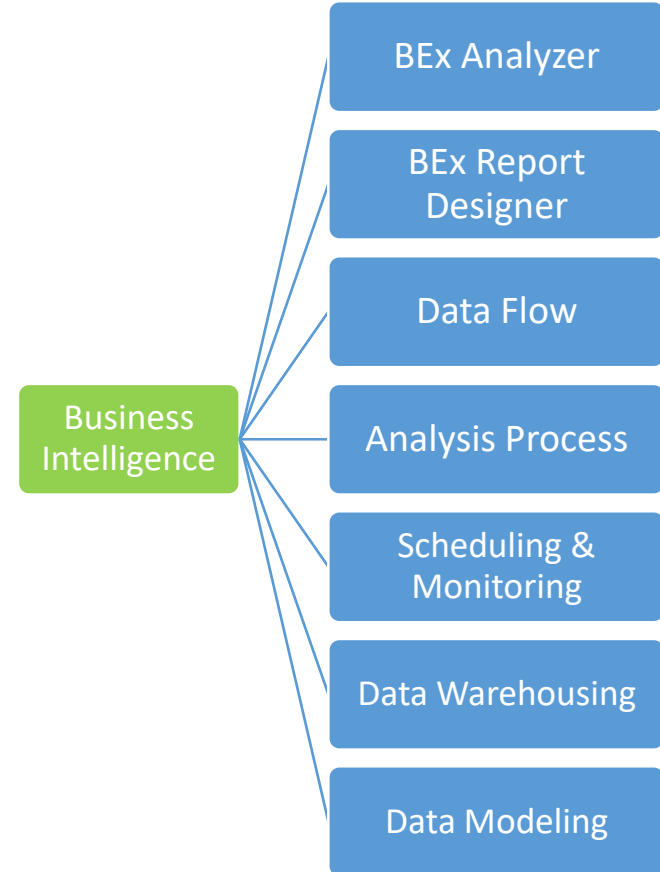 BEx Analyzer
BEx Report
Designer
Data Flow
Business
Intelligence
Analysis Process
Scheduling &
Monitoring
Data Warehousing
Data Modeling